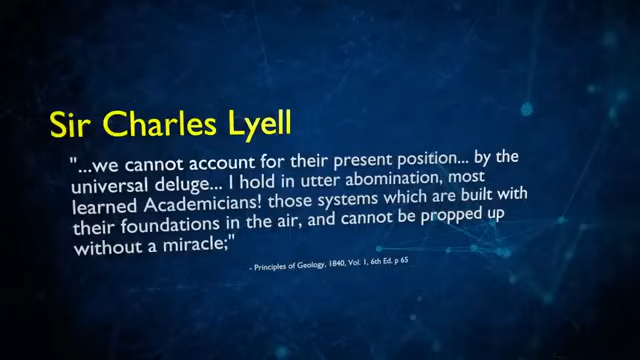 Sir Charles Lyell
"...we cannot account for their present position... by the
universal deluge... I hold in utter abomination, most
learned Academicians! those systems which are built with
their foundations in the air, and cannot be propped up
without a miracle;"
- Principles of Geology, 1840, Vol. 1, 6th Ed. p 65